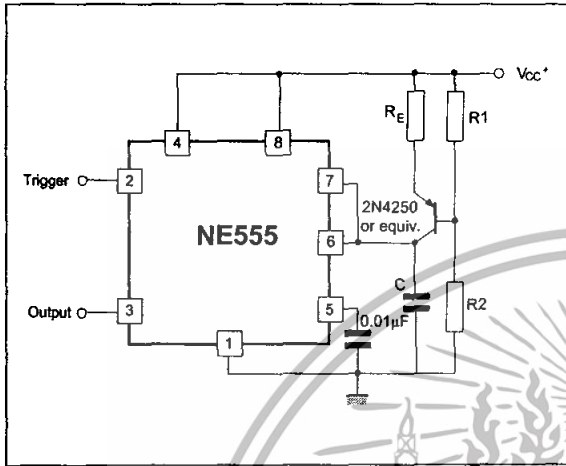 Vcc+
RE
R1
4
8
Trigger
2
7
2N4250
or equiv.
NE555
6
C
R2
Output
3
5
0.01µF
1